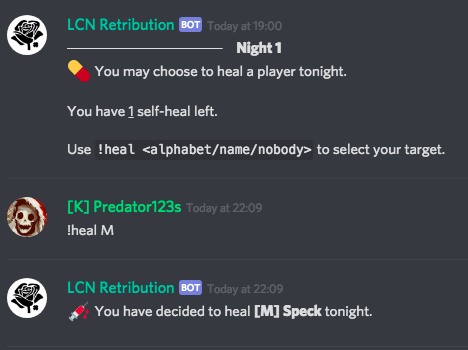 LCN Retribution BOT Today at 19:00
Night 1
You may choose to heal a player tonight.
You have 1 self-heal left.
Use !heal <alphabet/name/nobody> to select your target.
[K] Predator123s Today at 22:09
!heal M
LCN Retribution BOT Today at 22:09
You have decided to heal [M] Speck tonight.